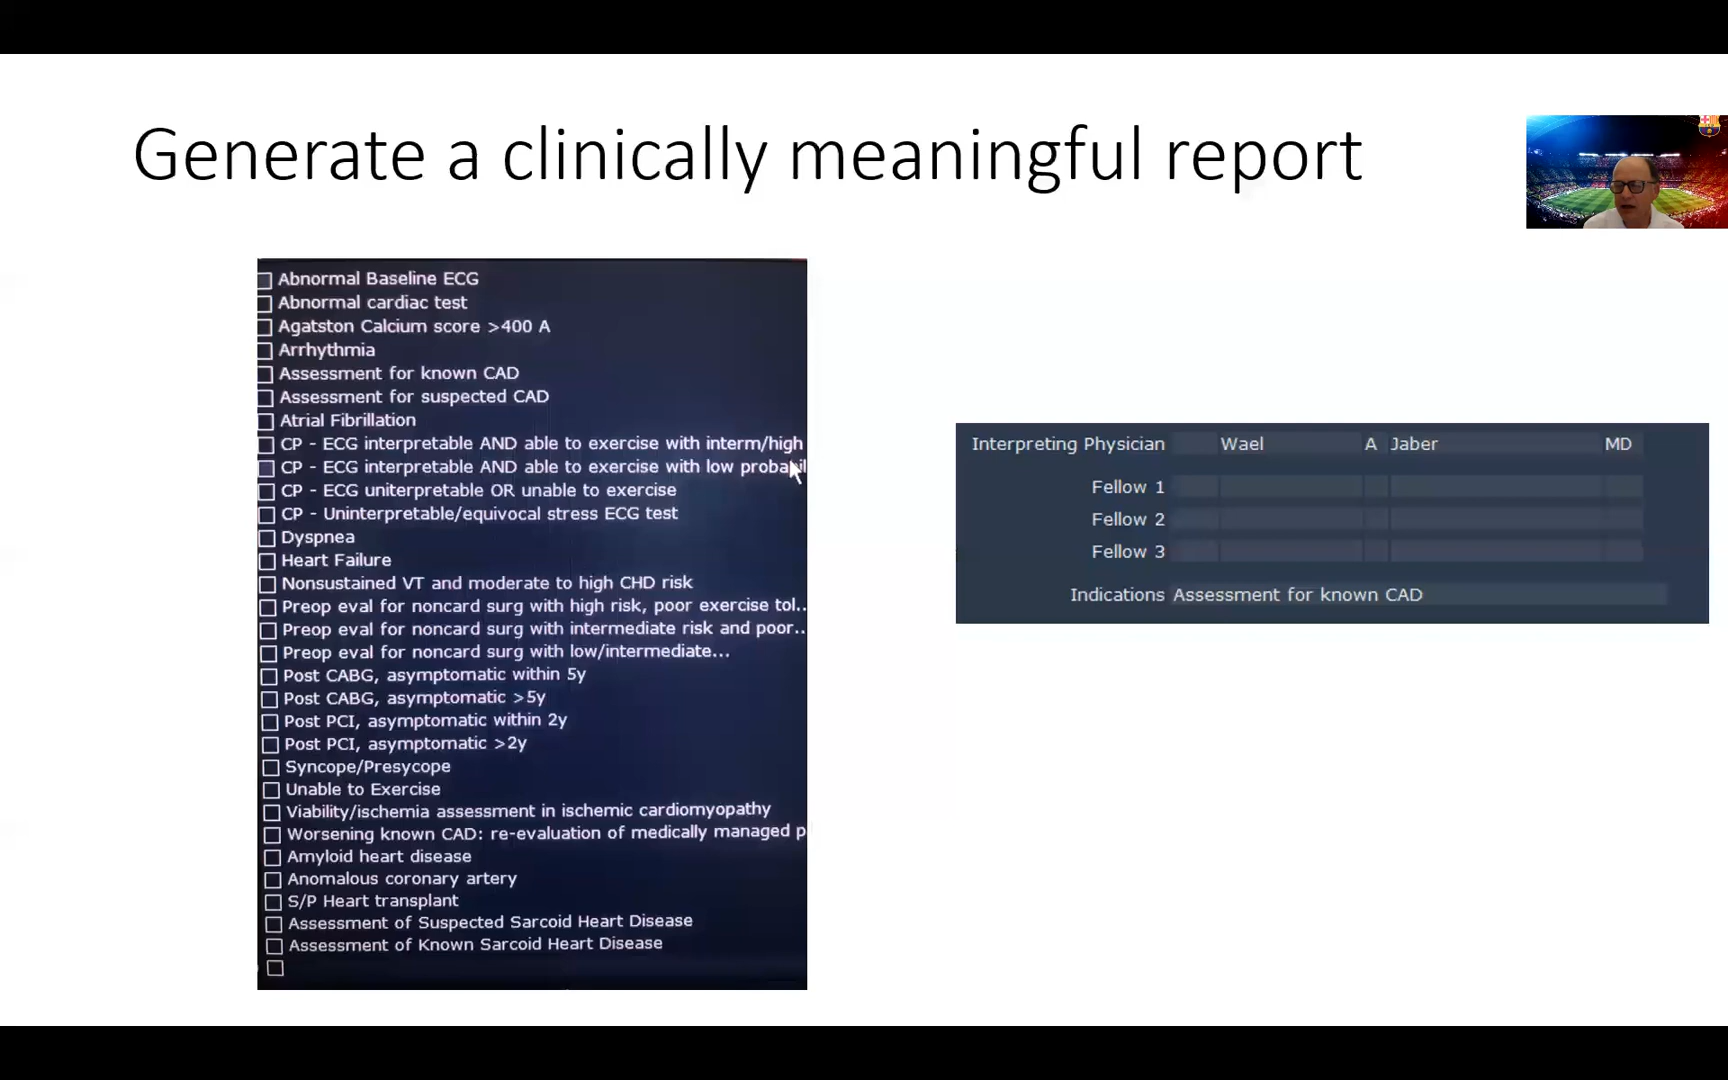 Generate a clinically meaningful report
Abnormal Baseline ECG
Abnormal cardiac test
Agatston Calcium score >400 A
Arrhythmia
Assessment for known CAD
Assessment for suspected CAD
Atrial Fibrillation
CP - ECG interpretable AND able to exercise with interm/high
CP - ECG interpretable AND able to exercise with low
CP - ECG uniterpretable OR unable to exercise
CP - Uninterpretable/equivocal stress ECG test
Dyspnea
Heart Failure
Nonsustained VT and moderate to high CHD risk
Preop eval for noncard surg with high risk, poor exercise tol..
Preop eval for noncard surg with intermediate risk and poor..
Preop eval for noncard surg with low/intermediate...
Post CABG, asymptomatic within 5y
Post CABG, asymptomatic >5y
Post PCI, asymptomatic within 2y
Post PCI, asymptomatic >2y
Syncope/Presycope
Unable to Exercise
Viability/ischemia assessment in ischemic cardiomyopathy
Worsening known CAD: re-evaluation of medically managed p
Amyloid heart disease
Anomalous coronary artery
S/P Heart transplant
Assessment of Suspected Sarcoid Heart Disease
Assessment of Known Sarcoid Heart Disease
Interpreting Physician Wael A Jaber MD
Fellow 1
Fellow 2
Fellow 3
Indications Assessment for known CAD